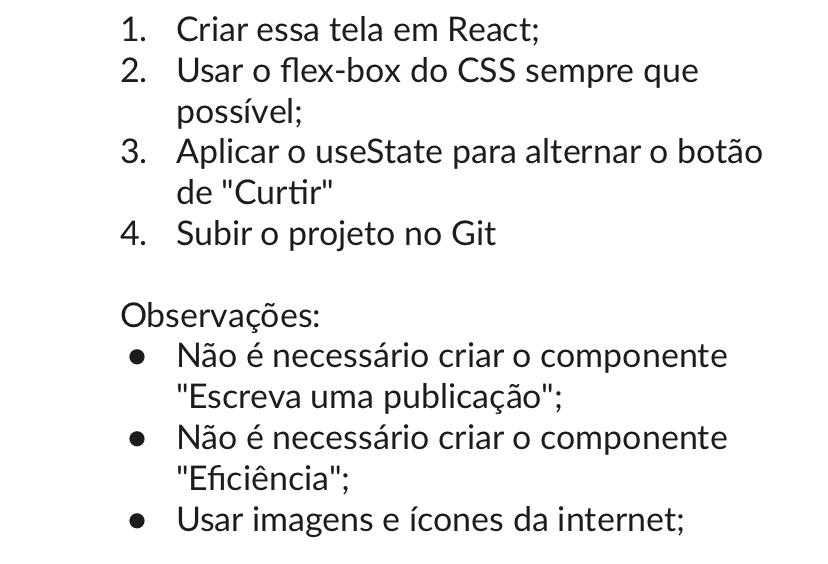 1. Criar essa tela em React;
2. Usar o flex-box do CSS sempre que
possível;
3. Aplicar o useState para alternar o botão
de "Curtir"
4. Subir o projeto no Git
Observações:
● Não é necessário criar o componente
"Escreva uma publicação";
● Não é necessário criar o componente
"Eficiência";
● Usar imagens e ícones da internet;